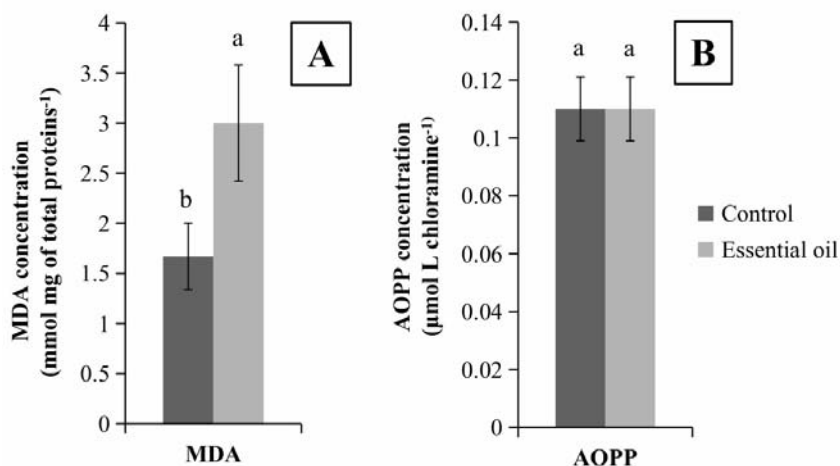 A
MDA concentration
(mmol mg of total proteins⁻¹)
4
3.5
3
2.5
2
1.5
1
0.5
0
b
a
MDA
B
AOPP concentration
(µmol L chloramine⁻¹)
0.14
0.12
0.1
0.08
0.06
0.04
0.02
0
a a
AOPP
Control
Essential oil